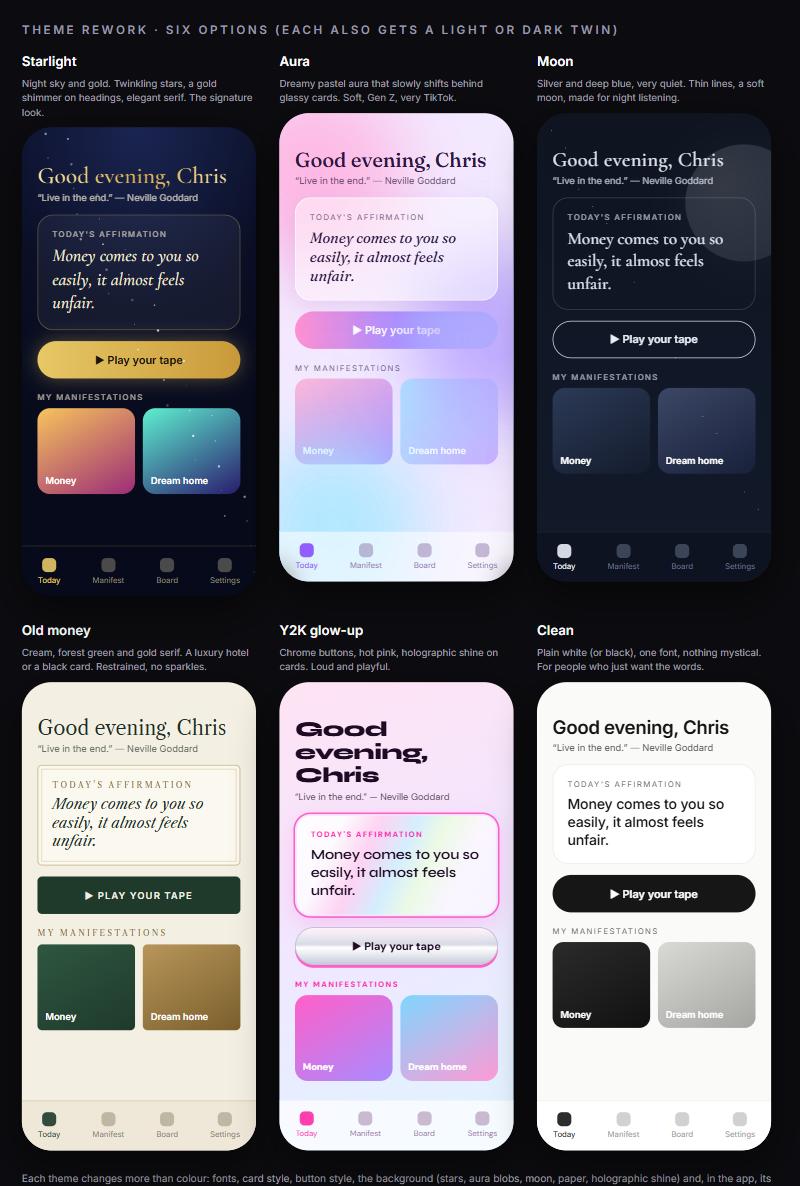 THEME REWORK · SIX OPTIONS (EACH ALSO GETS A LIGHT OR DARK TWIN)
Starlight
Night sky and gold. Twinkling stars, a gold
shimmer on headings, elegant serif. The signature
look.
Good evening, Chris
“Live in the end.” — Neville Goddard
TODAY'S AFFIRMATION
Money comes to you so
easily, it almost feels
unfair.
▶ Play your tape
MY MANIFESTATIONS
Money
Dream home
Today
Manifest
Board
Settings
Aura
Dreamy pastel aura that slowly shifts behind
glassy cards. Soft, Gen Z, very TikTok.
Good evening, Chris
“Live in the end.” — Neville Goddard
TODAY'S AFFIRMATION
Money comes to you so
easily, it almost feels
unfair.
▶ Play your tape
MY MANIFESTATIONS
Money
Dream home
Today
Manifest
Board
Settings
Moon
Silver and deep blue, very quiet. Thin lines, a soft
moon, made for night listening.
Good evening, Chris
“Live in the end.” — Neville Goddard
TODAY'S AFFIRMATION
Money comes to you so
easily, it almost feels
unfair.
▶ Play your tape
MY MANIFESTATIONS
Money
Dream home
Today
Manifest
Board
Settings
Old money
Cream, forest green and gold serif. A luxury hotel
or a black card. Restrained, no sparkles.
Good evening, Chris
“Live in the end.” — Neville Goddard
TODAY'S AFFIRMATION
Money comes to you so
easily, it almost feels
unfair.
▶ PLAY YOUR TAPE
MY MANIFESTATIONS
Money
Dream home
Today
Manifest
Board
Settings
Y2K glow-up
Chrome buttons, hot pink, holographic shine on
cards. Loud and playful.
Good
evening,
Chris
“Live in the end.” — Neville Goddard
TODAY'S AFFIRMATION
Money comes to you so
easily, it almost feels
unfair.
▶ Play your tape
MY MANIFESTATIONS
Money
Dream home
Today
Manifest
Board
Settings
Clean
Plain white (or black), one font, nothing mystical.
For people who just want the words.
Good evening, Chris
“Live in the end.” — Neville Goddard
TODAY'S AFFIRMATION
Money comes to you so
easily, it almost feels
unfair.
▶ Play your tape
MY MANIFESTATIONS
Money
Dream home
Today
Manifest
Board
Settings
Each theme changes more than colour: fonts, card style, button style, the background (stars, aura blobs, moon, paper, holographic shine) and, in the app, its